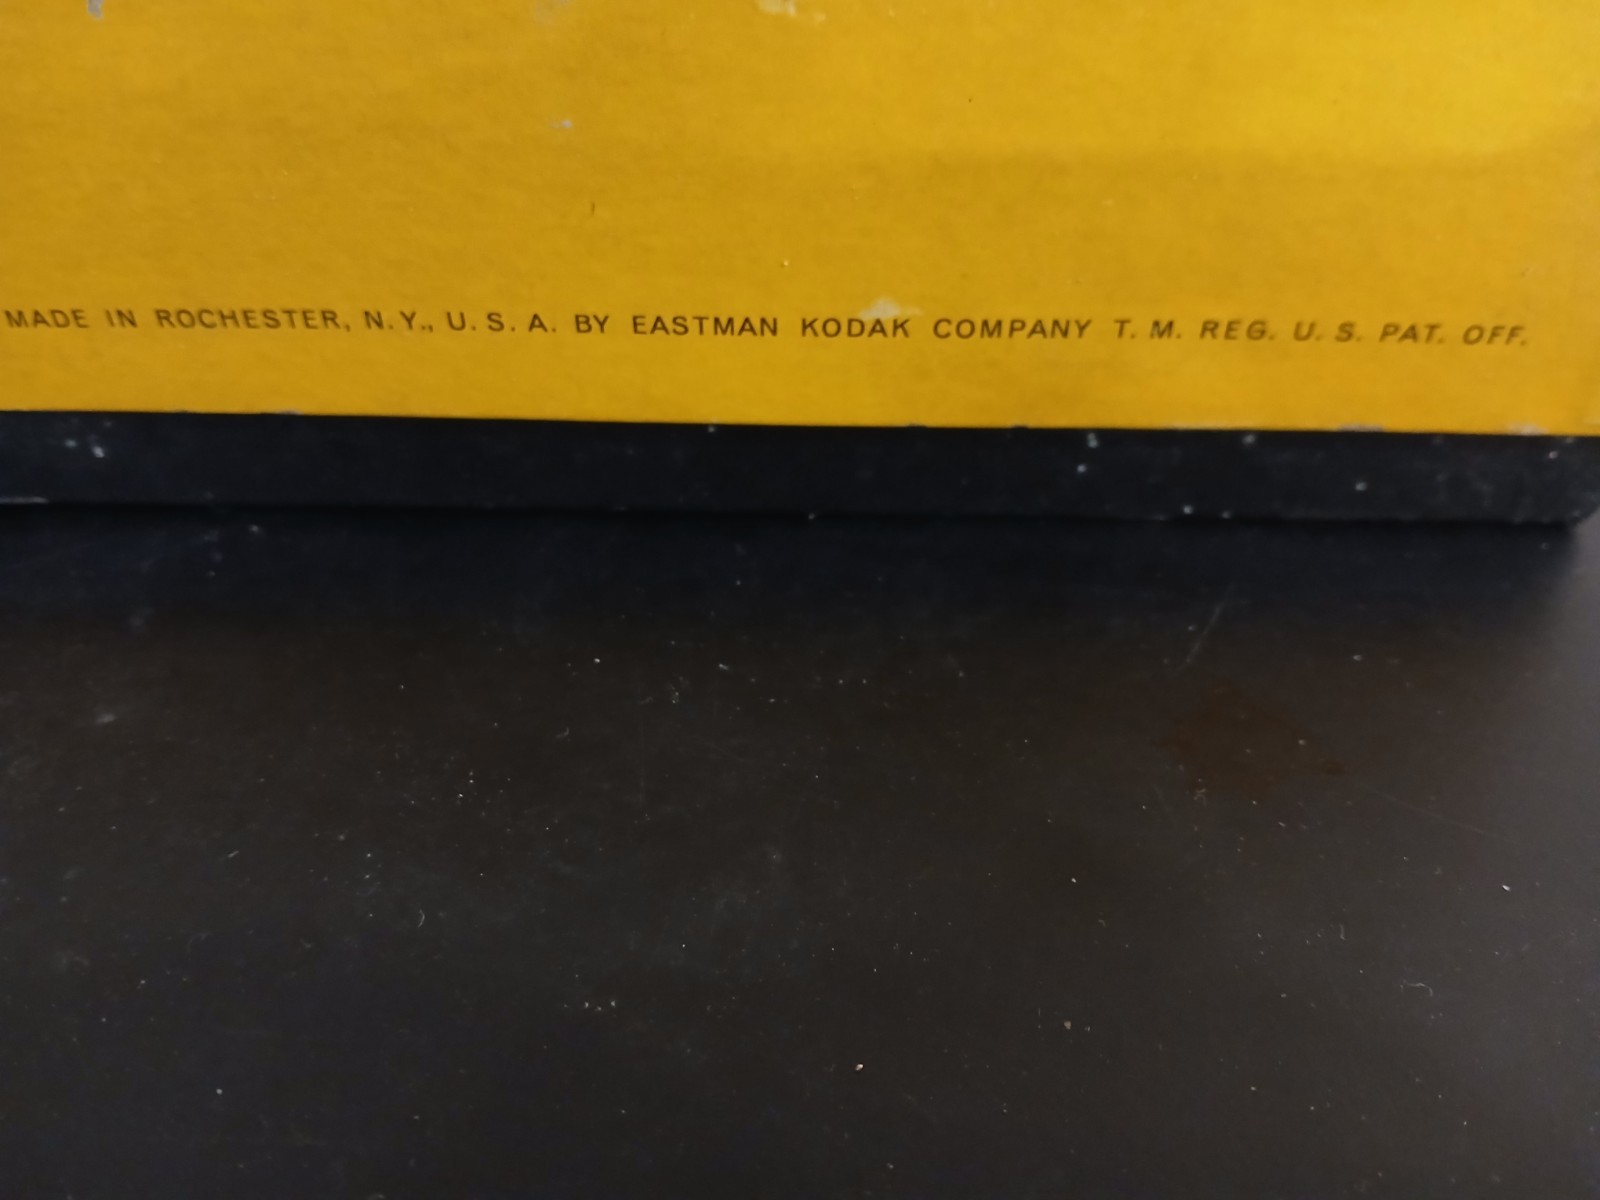 MADE IN ROCHESTER, N.Y., U. S. A. BY EASTMAN KODAK COMPANY T. M. REG. U. S. PAT. OFF.